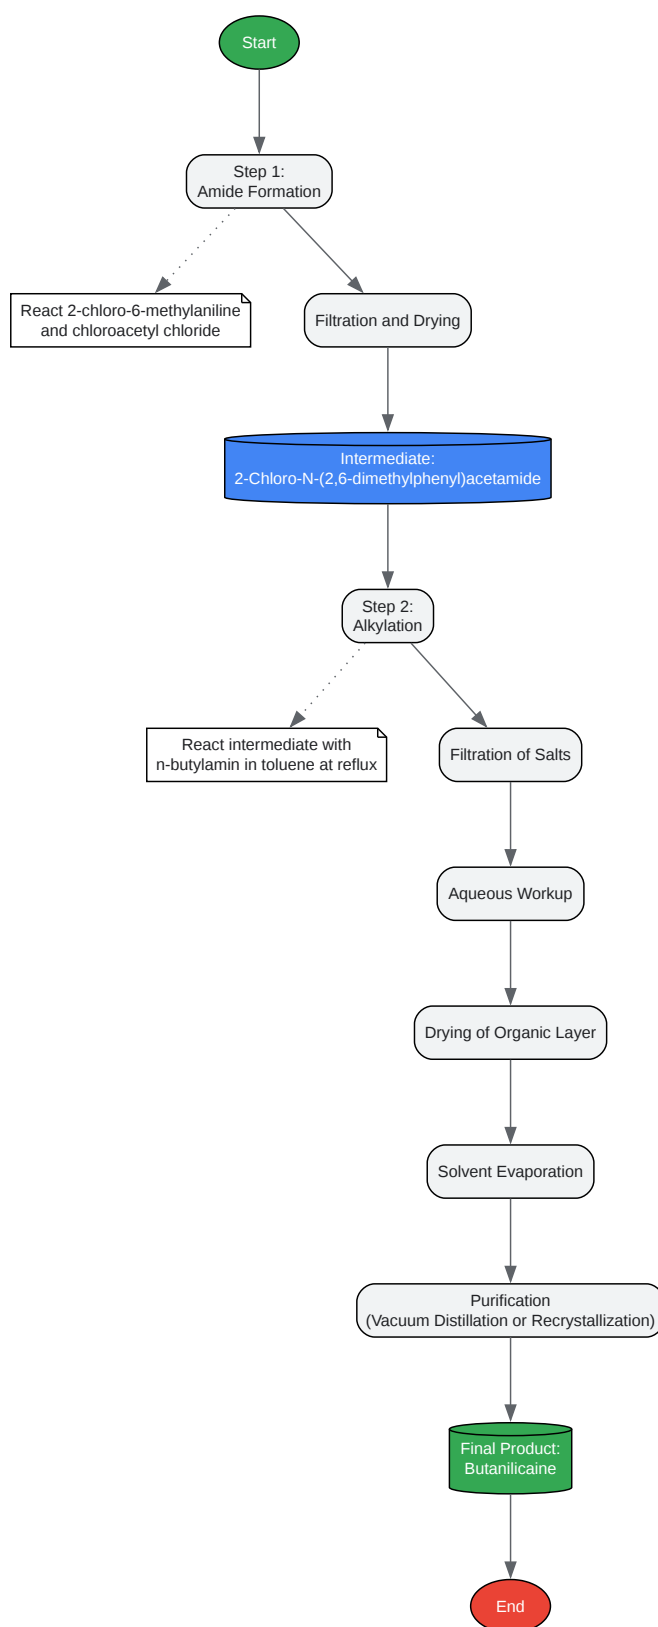 Start
Step 1:
Amide Formation
React 2-chloro-6-methylaniline
and chloroacetyl chloride
Filtration and Drying
Intermediate:
2-Chloro-N-(2,6-dimethylphenyl)acetamide
Step 2:
Alkylation
React intermediate with
n-butylamin in toluene at reflux
Filtration of Salts
Aqueous Workup
Drying of Organic Layer
Solvent Evaporation
Purification
(Vacuum Distillation or Recrystallization)
Final Product:
Butanilicaine
End